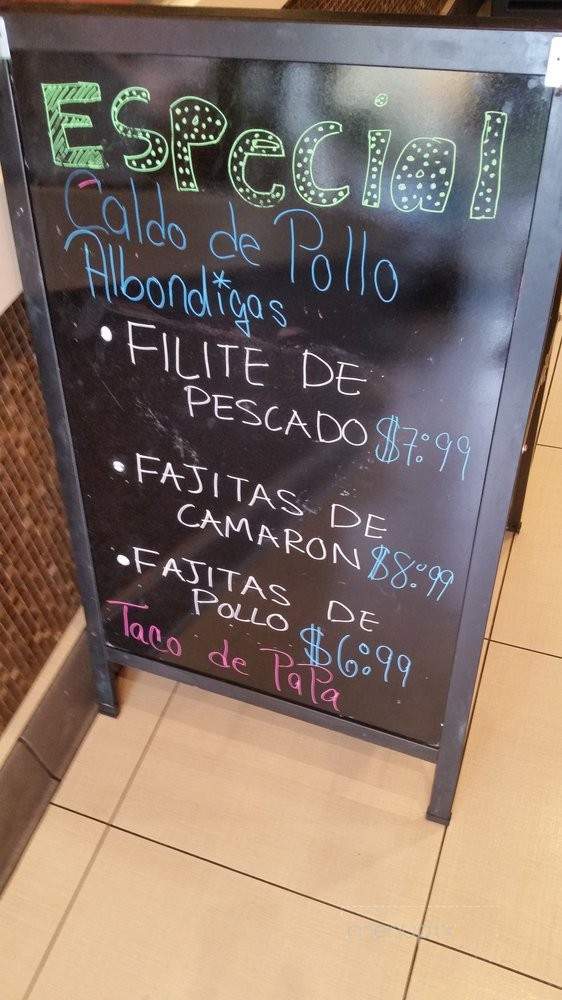 Especial
Caldo de Pollo
Albondigas
• FILITE DE
PESCADO $7:99
• FAJITAS DE
CAMARON $8:99
• FAJITAS DE
POLLO $6:99
Taco de PaPa